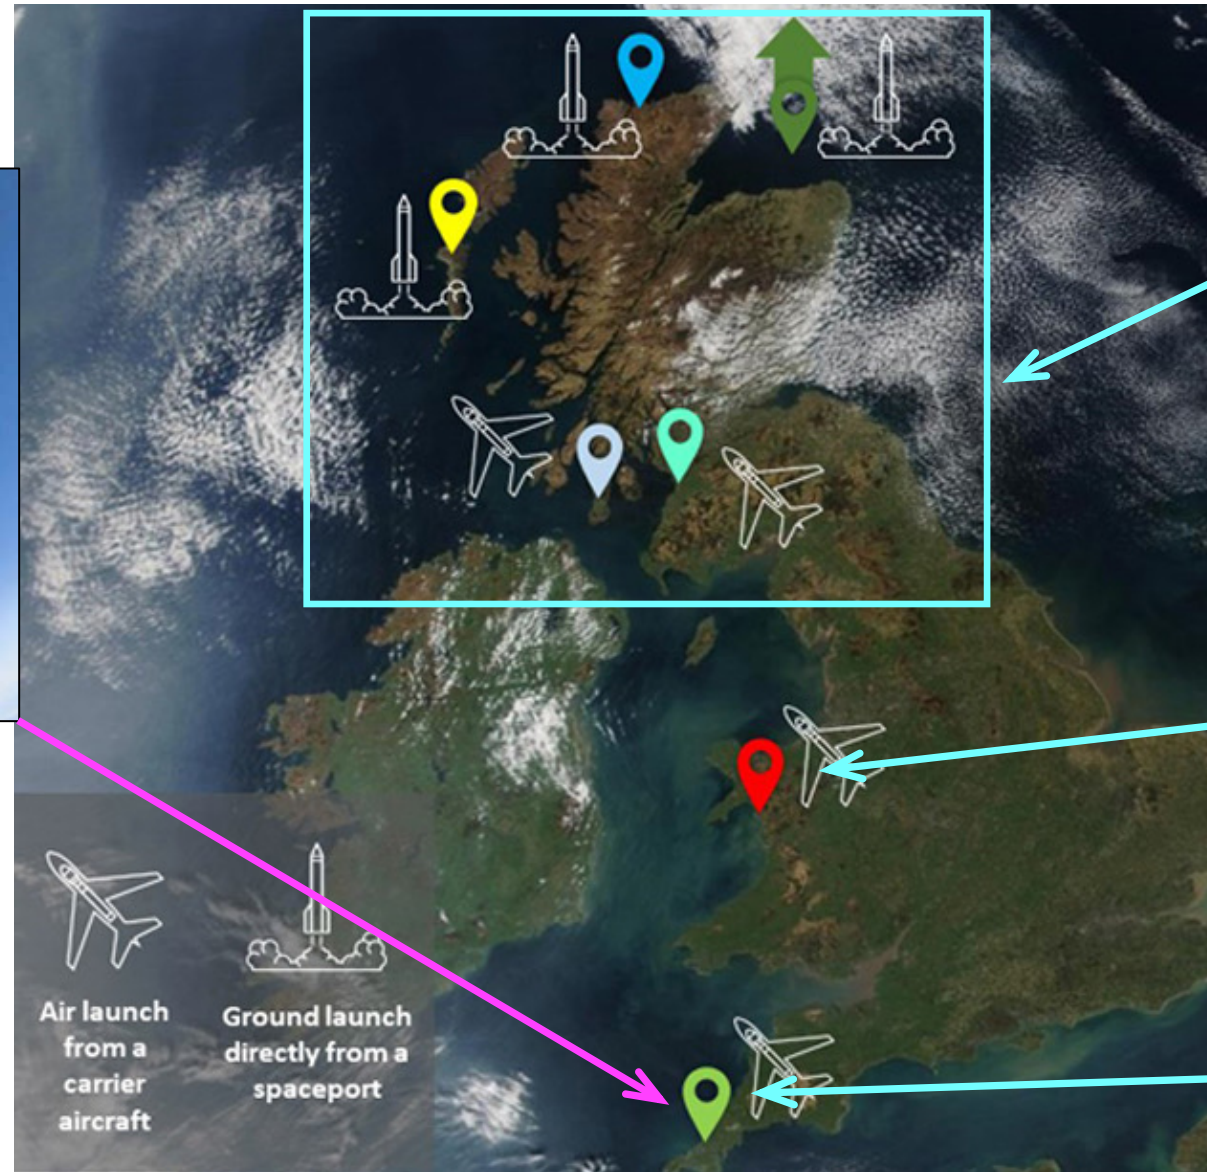 Air launch
from a
carrier
aircraft
Ground launch
directly from a
spaceport